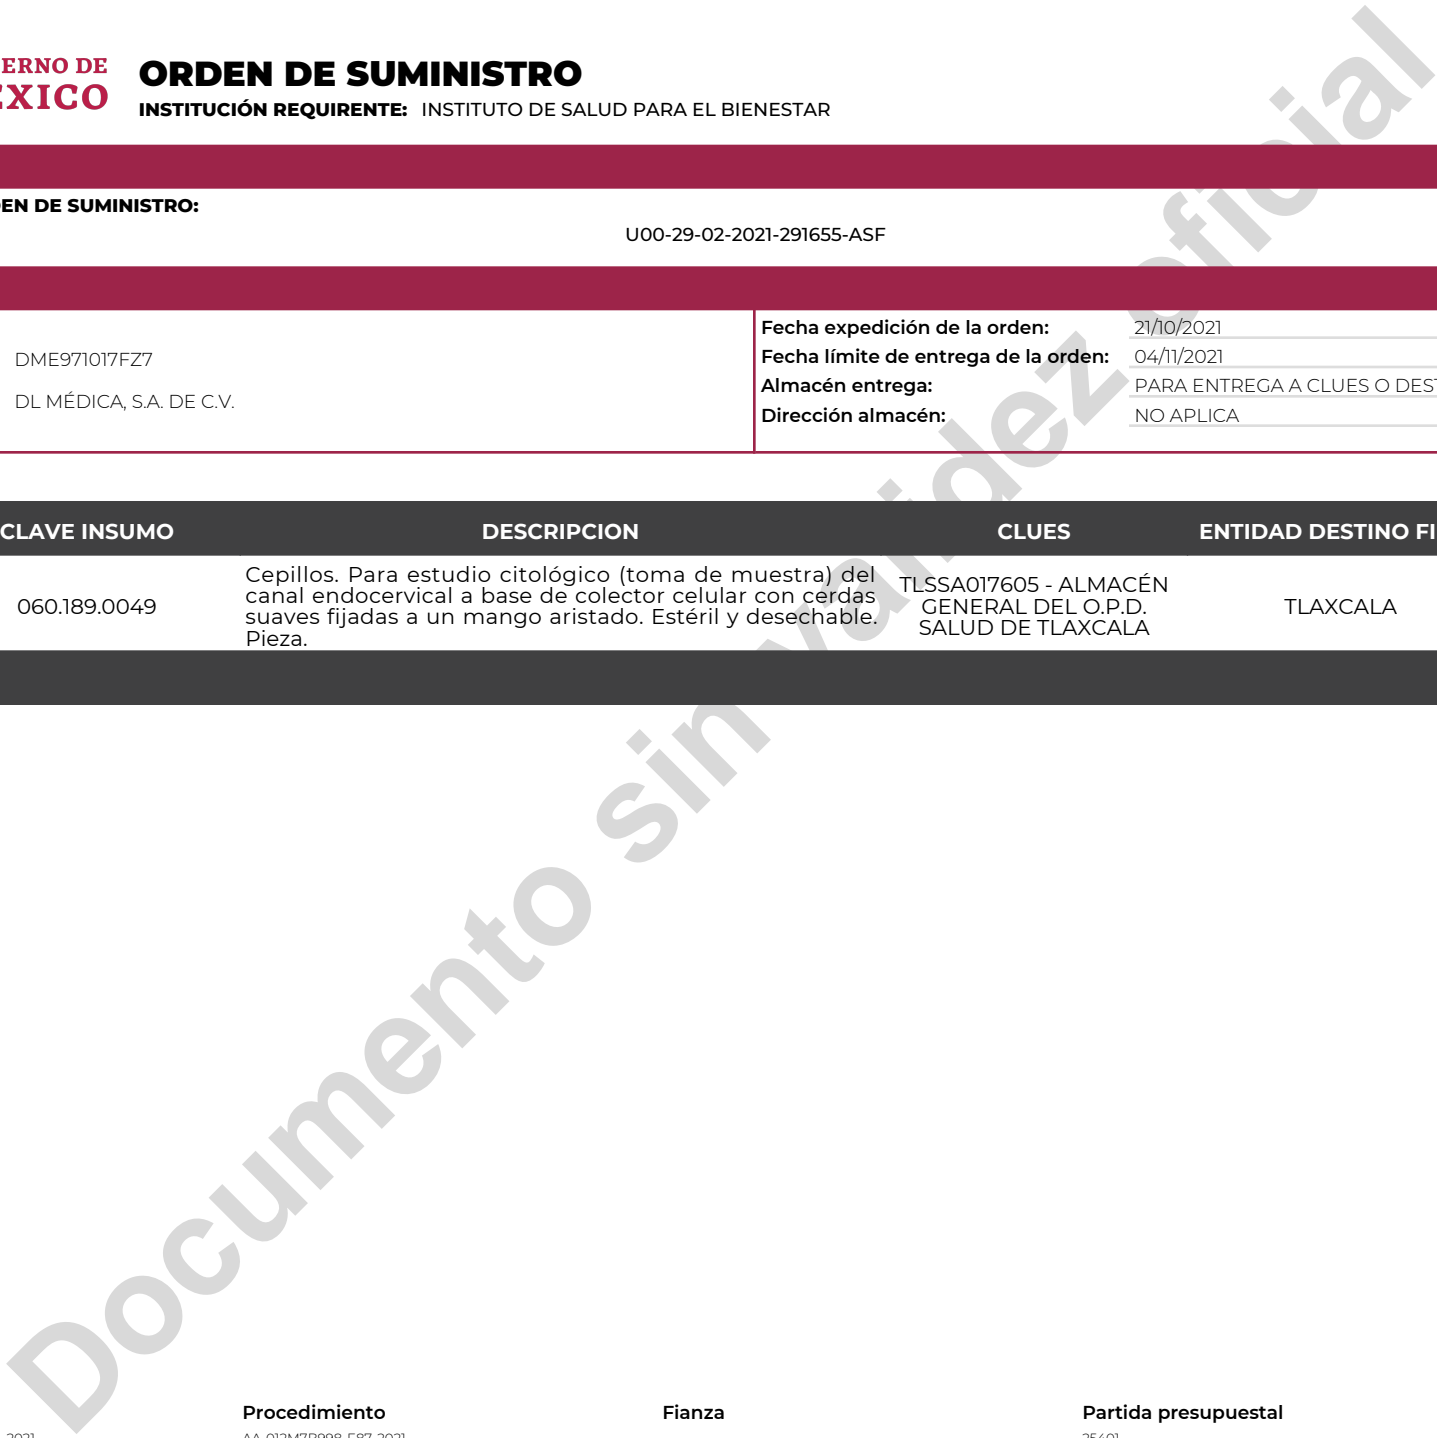 ERNO DE
ORDEN DE SUMINISTRO
EXICO
INSTITUCIÓN REQUIRENTE: INSTITUTO DE SALUD PARA EL BIENESTAR
EN DE SUMINISTRO:
U00-29-02-2021-291655-ASF
Fecha expedición de la orden: 21/10/2021
DME971017FZ7
Fecha límite de entrega de la orden: 04/11/2021
Almacén entrega: PARA ENTREGA A CLUES O DEST
DL MÉDICA, S.A. DE C.V.
Dirección almacén: NO APLICA
CLAVE INSUMO DESCRIPCION CLUES ENTIDAD DESTINO FI
060.189.0049
Cepillos. Para estudio citológico (toma de muestra) del
canal endocervical a base de colector celular con cerdas
suaves fijadas a un mango aristado. Estéril y desechable.
Pieza.
TLSSA017605 - ALMACÉN
GENERAL DEL O.P.D.
SALUD DE TLAXCALA
TLAXCALA
Documento sin validez oficial
Procedimiento Fianza Partida presupuestal